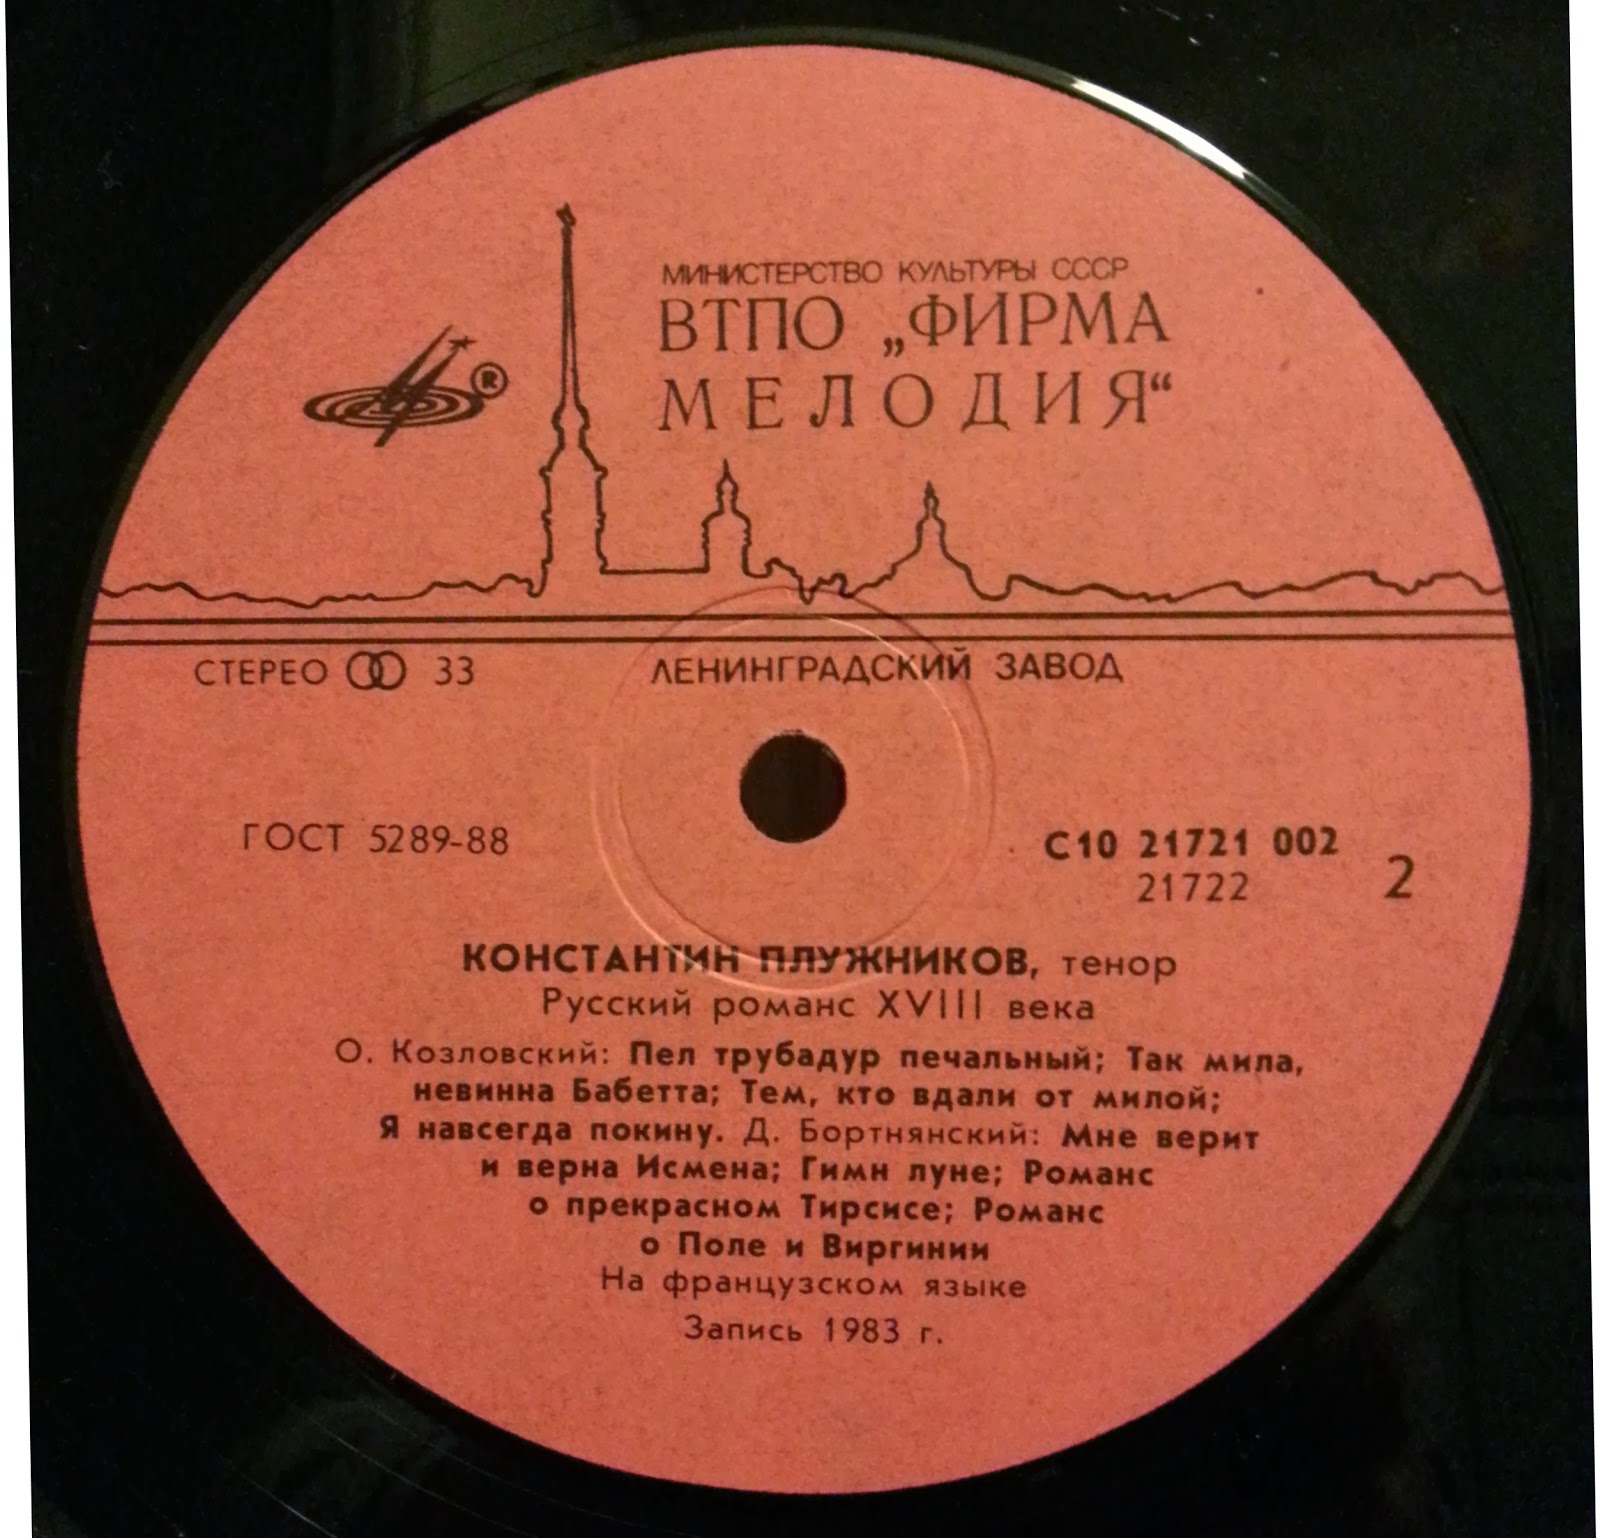 МИНИСТЕРСТВО КУЛЬТУРЫ СССР
ВТПО „ФИРМА
МЕЛОДИЯ“
®
СТЕРЕО 33
ЛЕНИНГРАДСКИЙ ЗАВОД
ГОСТ 5289-88
С10 21721 002
21722
2
КОНСТАНТИН ПЛУЖНИКОВ, тенор
Русский романс XVIII века
О. Козловский: Пел трубадур печальный; Так мила,
невинна Бабетта; Тем, кто вдали от милой;
Я навсегда покину. Д. Бортнянский: Мне верит
и верна Исмена; Гимн луне; Романс
о прекрасном Тирсисе; Романс
о Поле и Виргинии
На французском языке
Запись 1983 г.